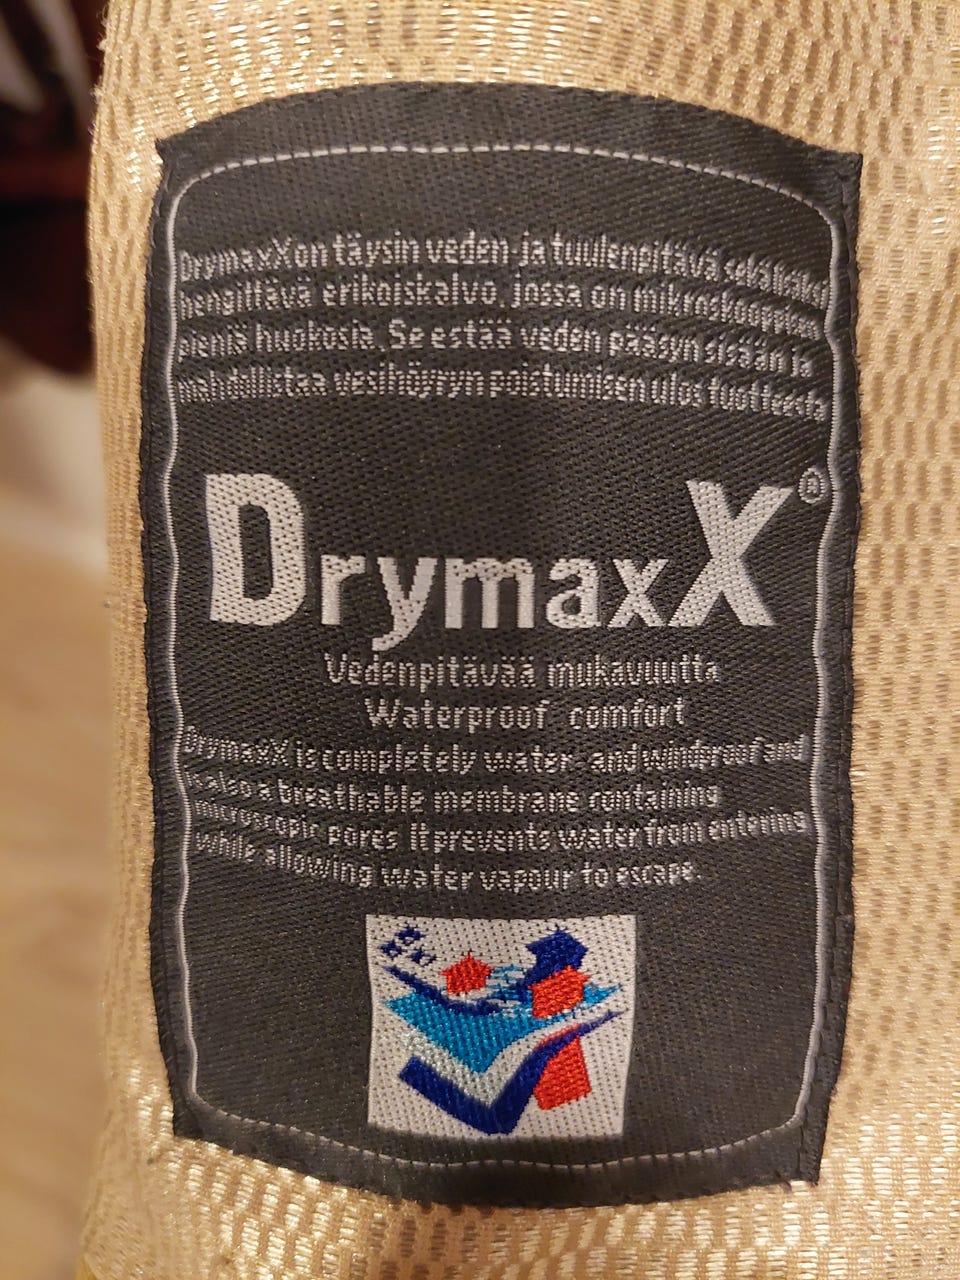 DrymaxX on täysin veden- ja tuulenpitävä sekä lisäksi
hengittävä erikoiskalvo, jossa on mikroskooppisen
pieniä huokosia. Se estää veden pääsyn sisään ja
mahdollistaa vesihöyryn poistumisen ulos tuotteesta
DrymaxX®
Vedenpitävää mukavuutta
Waterproof comfort
DrymaxX is completely water- and windproof and
is also a breathable membrane containing
microscopic pores. It prevents water from entering
while allowing water vapour to escape.